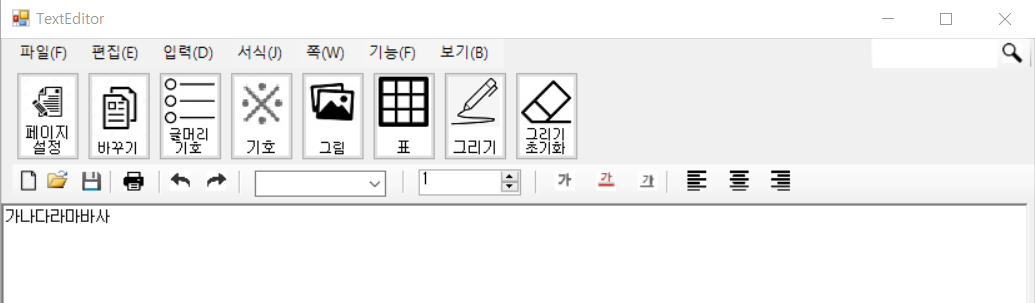 TextEditor
파일(F) 편집(E) 입력(D) 서식(J) 쪽(W) 기능(F) 보기(B)
페이지 설정 바꾸기 글머리 기호 기호 그림 표 그리기 그리기 초기화
1 가 가 가
가나다라마바사